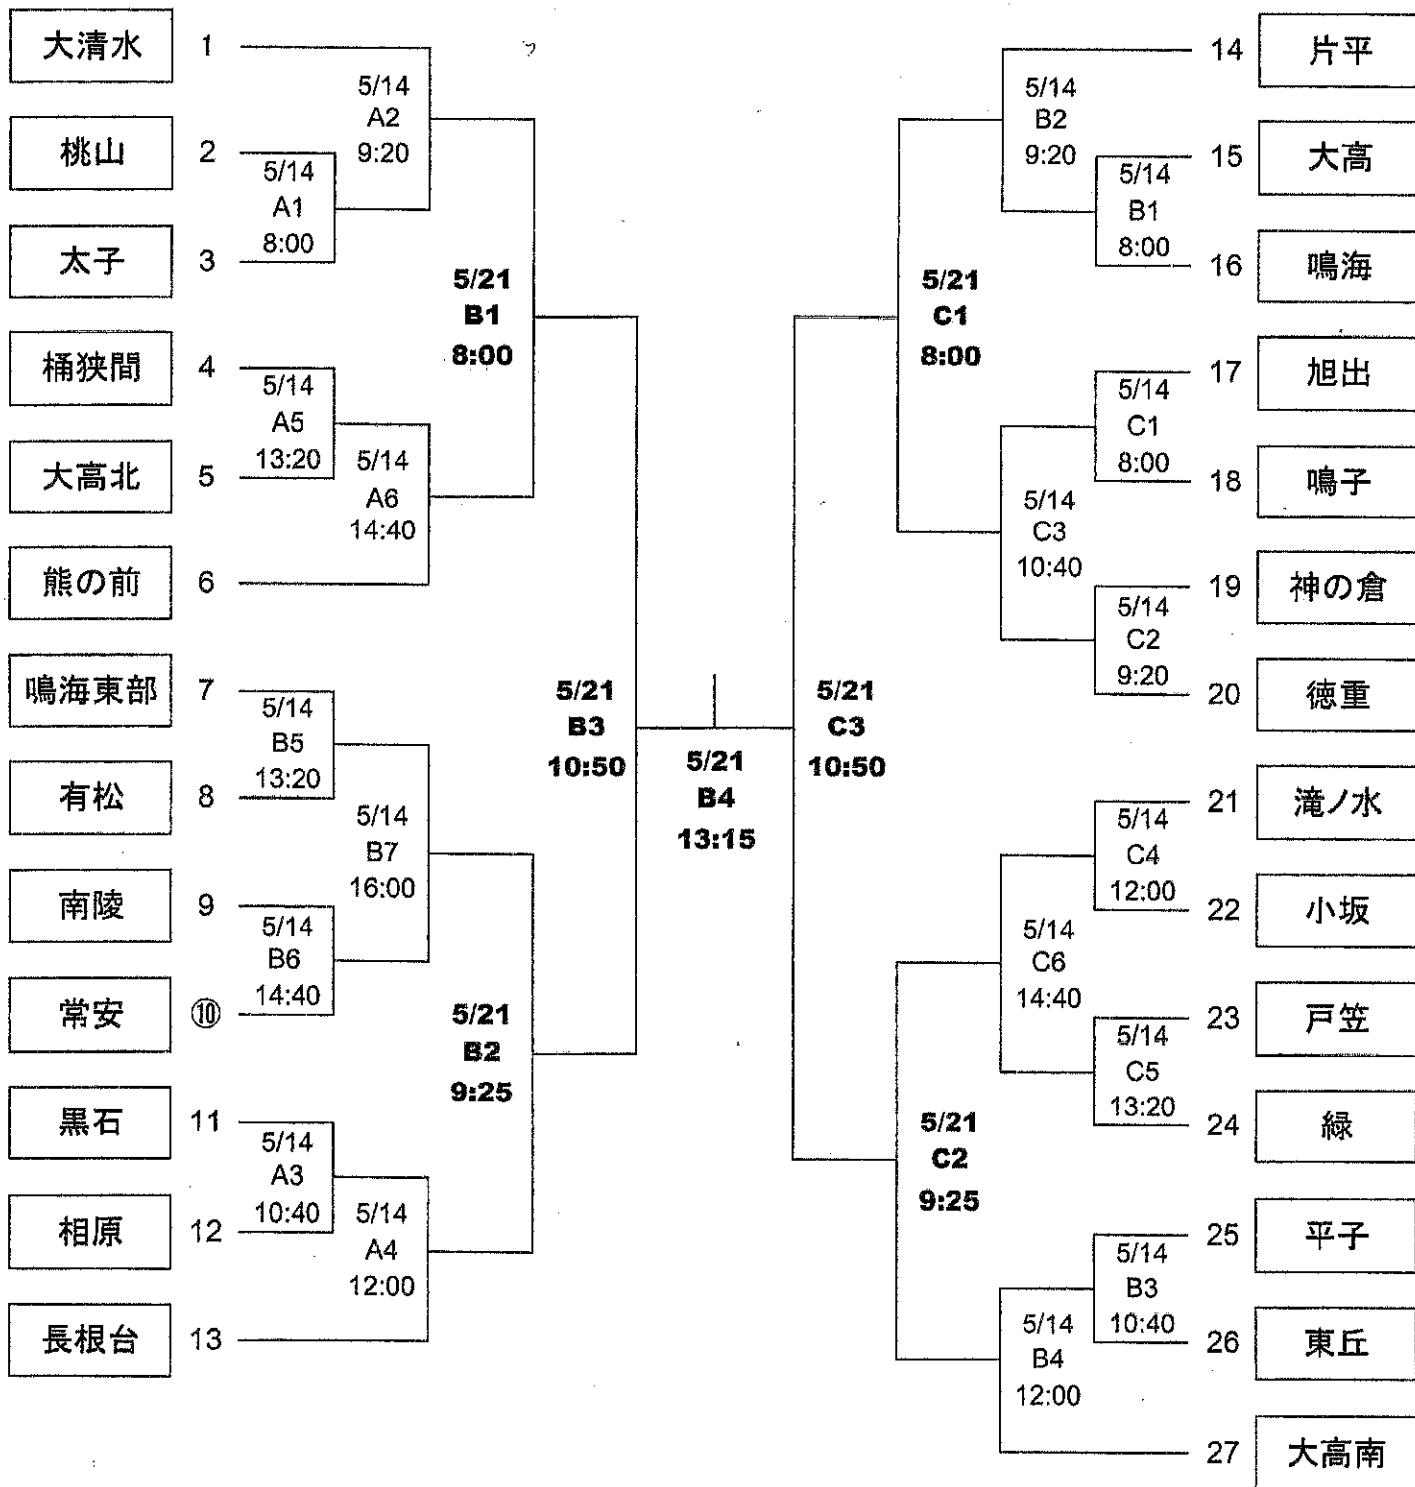 大清水 1
5/14
A2
9:20
桃山 2
5/14
A1
8:00
太子 3
5/21
B1
8:00
桶狭間 4
5/14
A5
13:20
大高北 5
5/14
A6
14:40
熊の前 6
鳴海東部 7
5/14
B5
13:20
有松 8
5/14
B7
16:00
南陵 9
5/14
B6
14:40
常安 ⑩
5/21
B2
9:25
黒石 11
5/14
A3
10:40
相原 12
5/14
A4
12:00
長根台 13
5/21
B3
10:50
5/21
B4
13:15
5/21
C3
10:50
14 片平
5/14
B2
9:20
15 大高
5/14
B1
8:00
16 鳴海
5/21
C1
8:00
17 旭出
5/14
C1
8:00
18 鳴子
5/14
C3
10:40
19 神の倉
5/14
C2
9:20
20 徳重
21 滝ノ水
5/14
C4
12:00
22 小坂
5/14
C6
14:40
23 戸笠
5/14
C5
13:20
24 緑
5/21
C2
9:25
25 平子
5/14
B3
10:40
26 東丘
5/14
B4
12:00
27 大高南